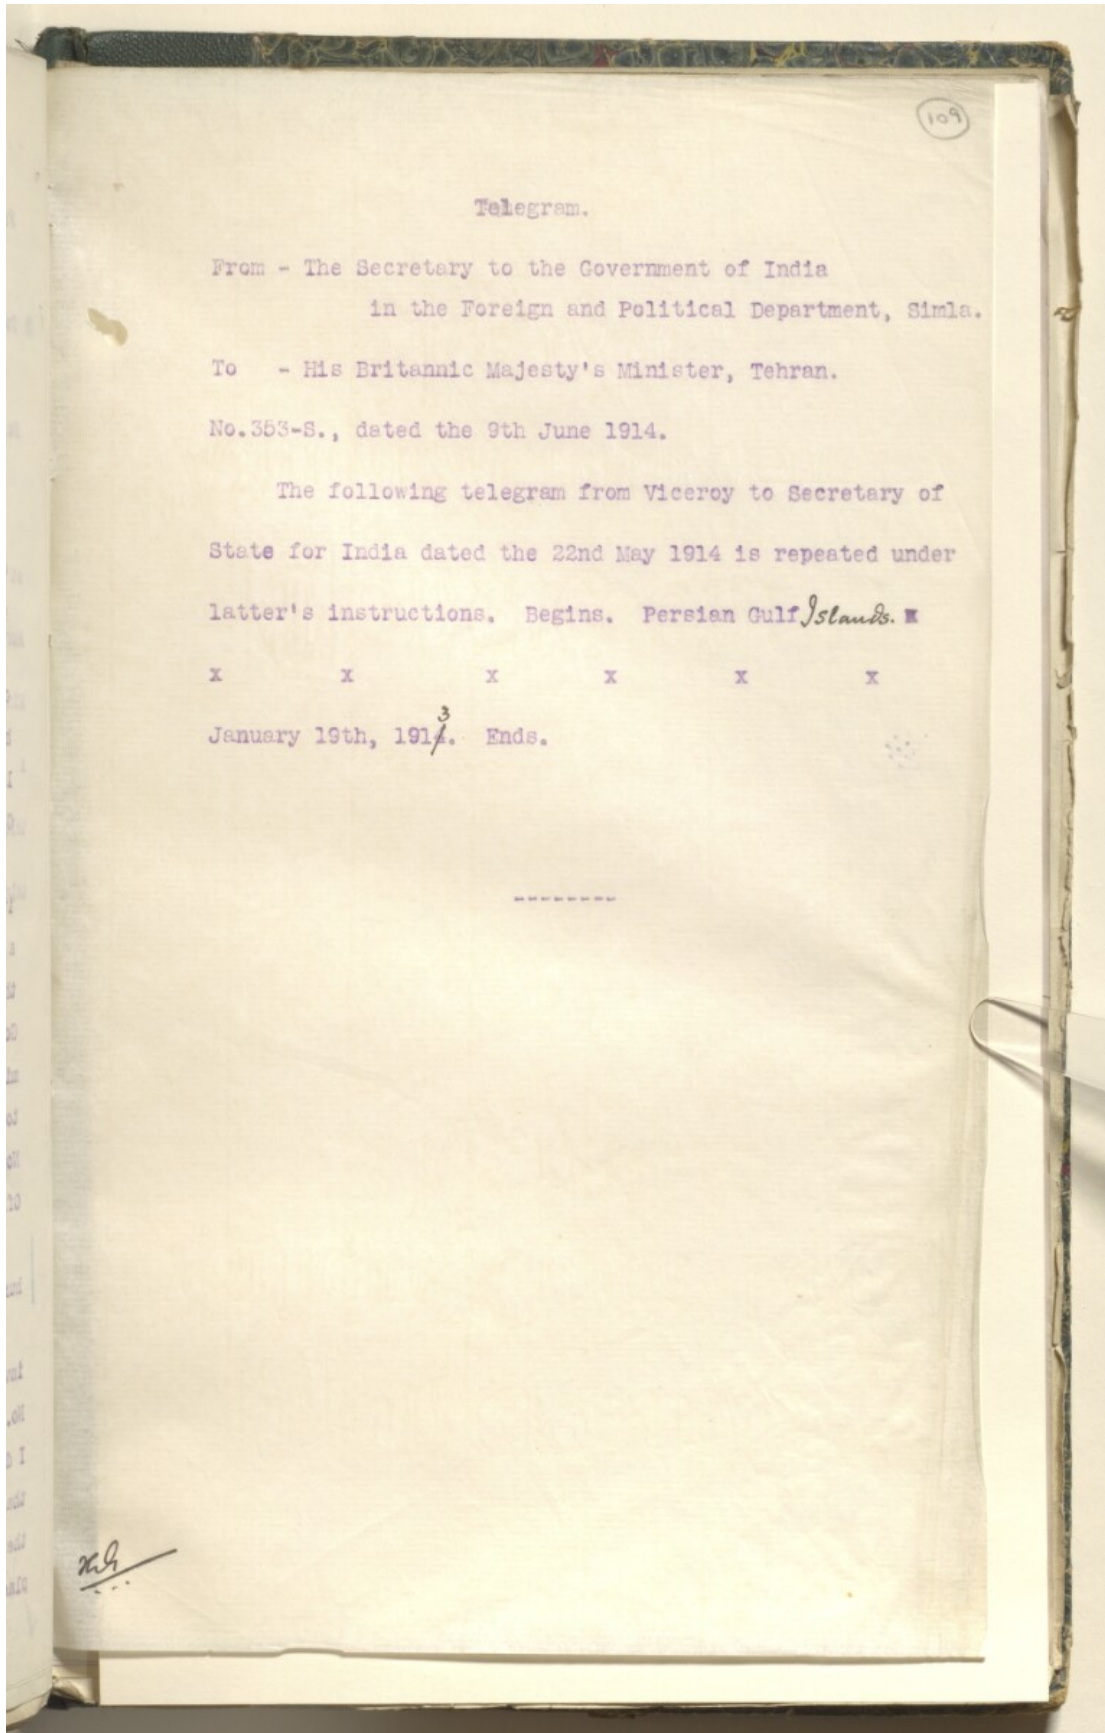 109
Telegram.
From - The Secretary to the Government of India
in the Foreign and Political Department, Simla.
To - His Britannic Majesty's Minister, Tehran.
No.353-S., dated the 9th June 1914.
The following telegram from Viceroy to Secretary of
State for India dated the 22nd May 1914 is repeated under
latter's instructions. Begins. Persian Gulf Islands. x
x x x x x x
January 19th, 1913. Ends.
--------